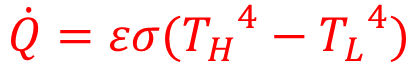 Q̇ = εσ(T_H⁴ − T_L⁴)